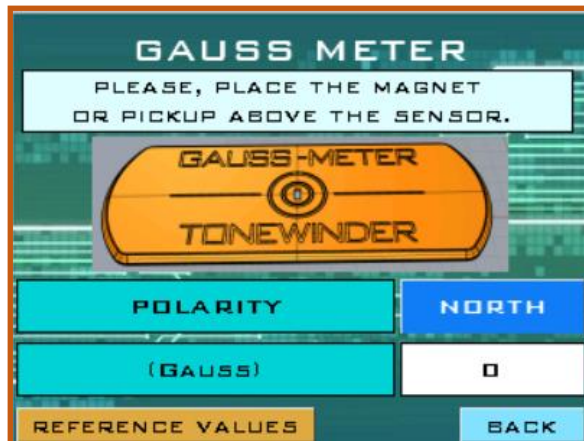 GAUSS METER
PLEASE, PLACE THE MAGNET
OR PICKUP ABOVE THE SENSOR.
GAUSS-METER
TONEWINDER
POLARITY NORTH
(GAUSS) 0
REFERENCE VALUES BACK